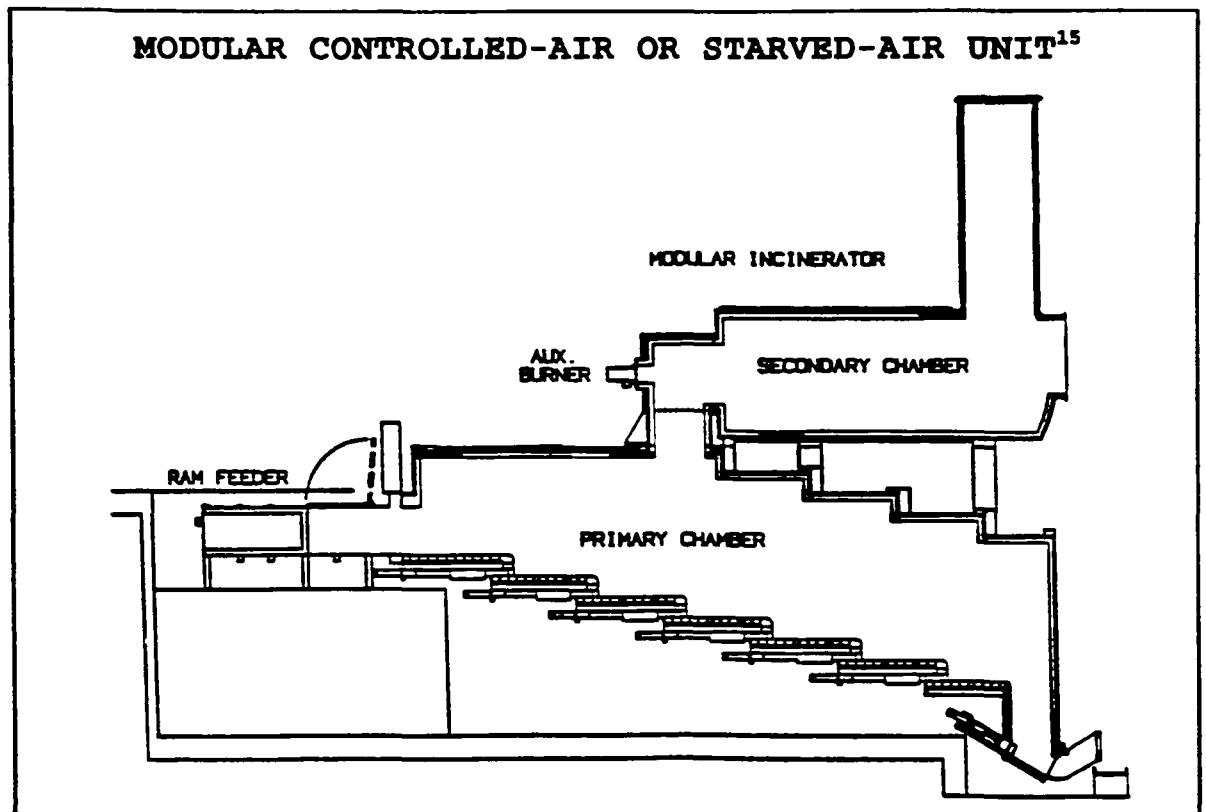 MODULAR CONTROLLED-AIR OR STARVED-AIR UNIT¹⁵
MODULAR INCINERATOR
AUX.
BURNER
SECONDARY CHAMBER
RAM FEEDER
PRIMARY CHAMBER